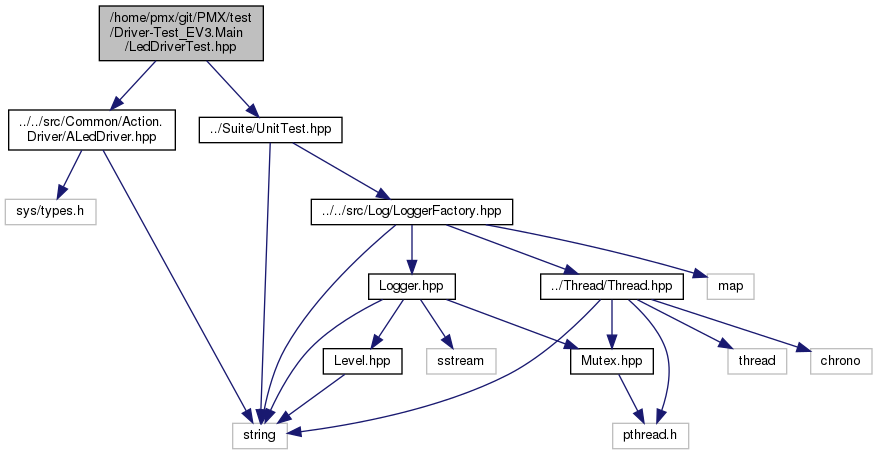 /home/pmx/git/PMX/test
/Driver-Test_EV3.Main
/LedDriverTest.hpp
../../src/Common/Action.
Driver/ALedDriver.hpp
../Suite/UnitTest.hpp
sys/types.h
../../src/Log/LoggerFactory.hpp
Logger.hpp
../Thread/Thread.hpp
map
Level.hpp
sstream
Mutex.hpp
thread
chrono
string
pthread.h